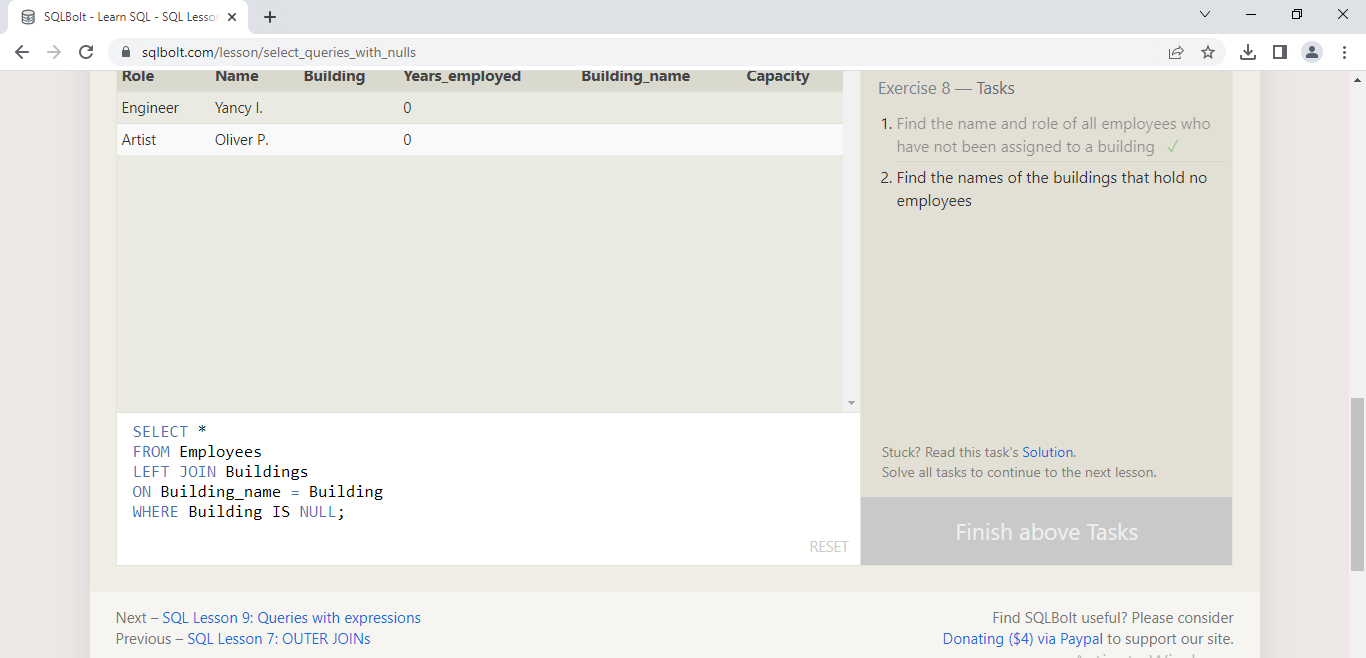 SQLBolt - Learn SQL - SQL Lesson
sqlbolt.com/lesson/select_queries_with_nulls
Role Name Building Years_employed Building_name Capacity
Engineer Yancy I. 0
Artist Oliver P. 0
SELECT *
FROM Employees
LEFT JOIN Buildings
ON Building_name = Building
WHERE Building IS NULL;
RESET
Exercise 8 — Tasks
1. Find the name and role of all employees who
have not been assigned to a building ✓
2. Find the names of the buildings that hold no
employees
Stuck? Read this task's Solution.
Solve all tasks to continue to the next lesson.
Finish above Tasks
Next – SQL Lesson 9: Queries with expressions
Previous – SQL Lesson 7: OUTER JOINs
Find SQLBolt useful? Please consider
Donating ($4) via Paypal to support our site.